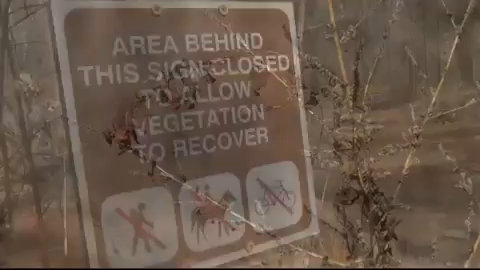 AREA BEHIND
THIS SIGN CLOSED
TO ALLOW
VEGETATION
TO RECOVER